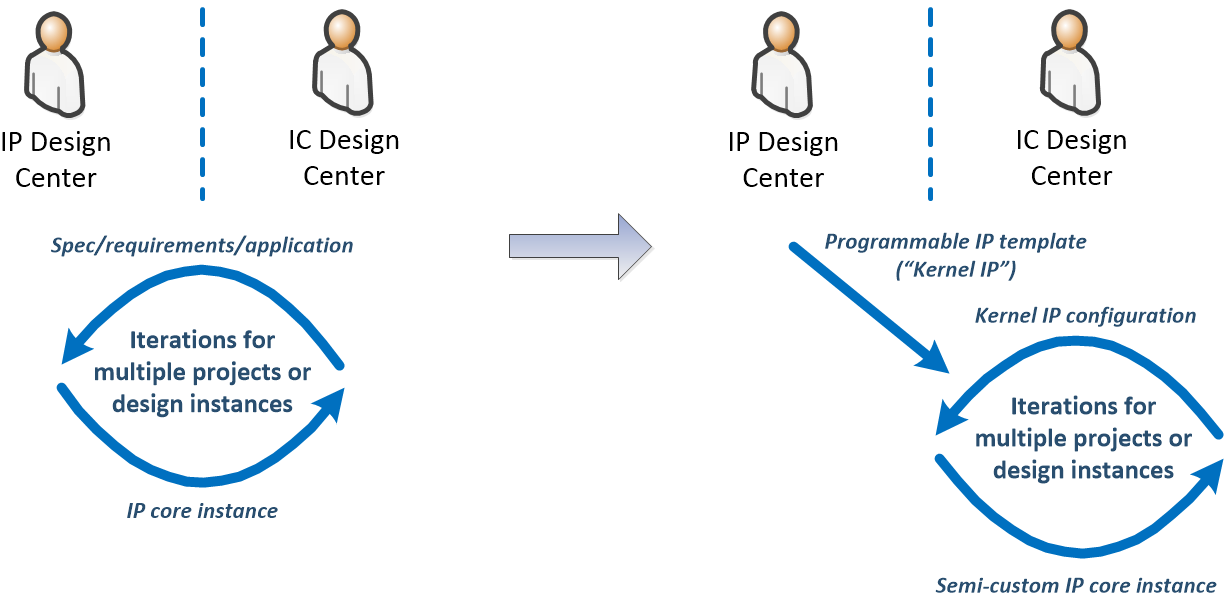 IP Design
Center
IC Design
Center
Spec/requirements/application
Iterations for
multiple projects or
design instances
IP core instance
IP Design
Center
IC Design
Center
Programmable IP template
(“Kernel IP”)
Kernel IP configuration
Iterations for
multiple projects or
design instances
Semi-custom IP core instance